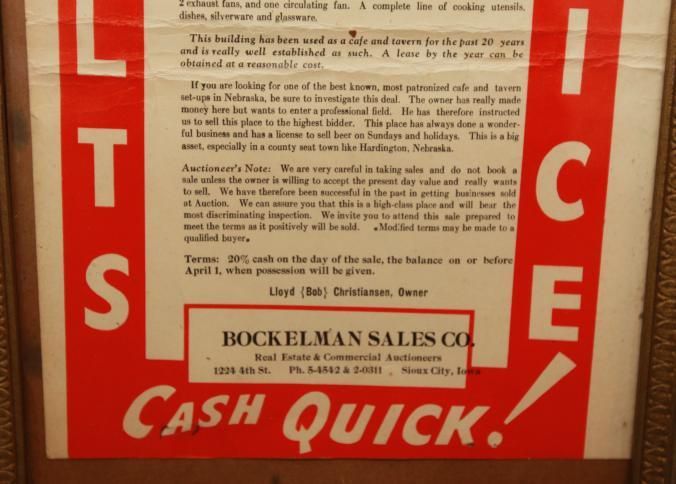 2 exhaust fans, and one circulating fan. A complete line of cooking utensils,
dishes, silverware and glassware.
This building has been used as a cafe and tavern for the past 20 years
and is really well established as such. A lease by the year can be
obtained at a reasonable cost.
If you are looking for one of the best known, most patronized cafe and tavern
set-ups in Nebraska, be sure to investigate this deal. The owner has really made
money here but wants to enter a professional field. He has therefore instructed
us to sell this place to the highest bidder. This place has always done a wonder-
ful business and has a license to sell beer on Sundays and holidays. This is a big
asset, especially in a county seat town like Hardington, Nebraska.
Auctioneer's Note: We are very careful in taking sales and do not book a
sale unless the owner is willing to accept the present day value and really wants
to sell. We have therefore been successful in the past in getting businesses sold
at Auction. We can assure you that this is a high-class place and will bear the
most discriminating inspection. We invite you to attend this sale prepared to
meet the terms as it positively will be sold. Modified terms may be made to a
qualified buyer.
Terms: 20% cash on the day of the sale, the balance on or before
April 1, when possession will be given.
Lloyd (Bob) Christiansen, Owner
BOCKELMAN SALES CO.
Real Estate & Commercial Auctioneers
1224 4th St. Ph. 5-4542 & 2-0311 Sioux City, Iowa
LTS
ICE
CASH QUICK!